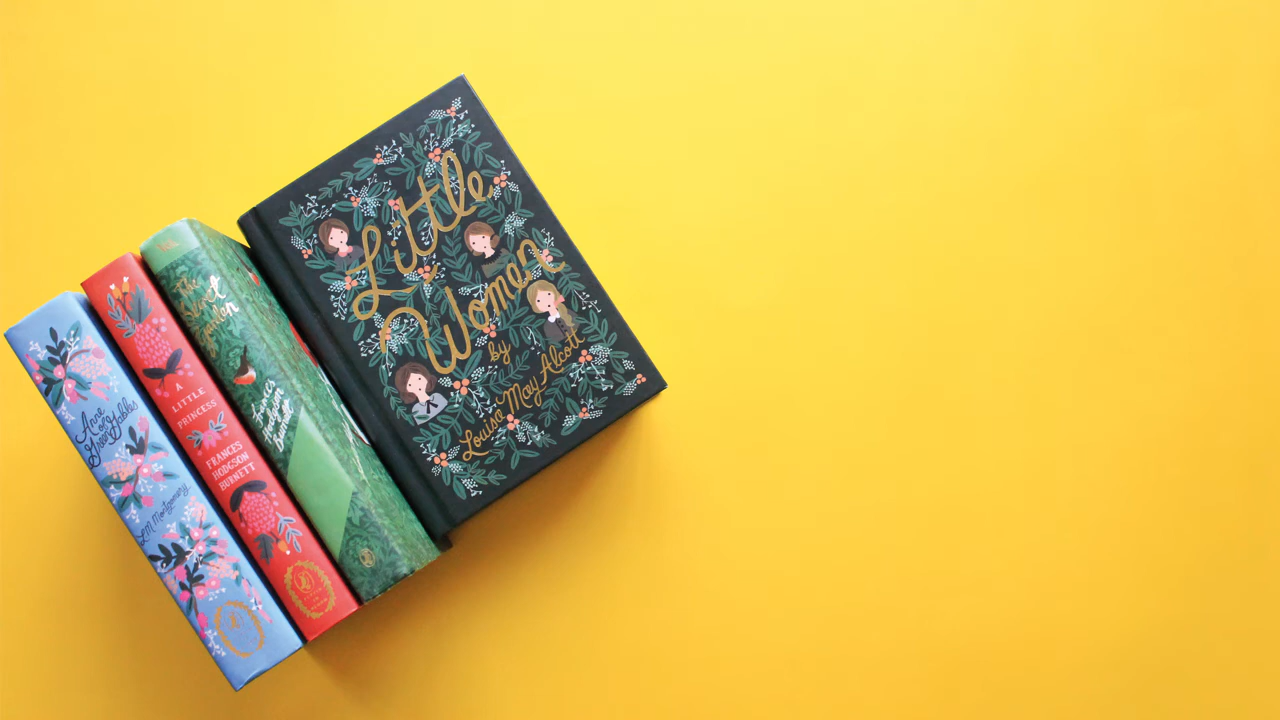 Anne
of
Green Gables
L.M. Montgomery
A
LITTLE
PRINCESS
FRANCES
HODGSON
BURNETT
The
Secret
Garden
Frances
Hodgson
Burnett
Little
Women
by
Louisa May Alcott